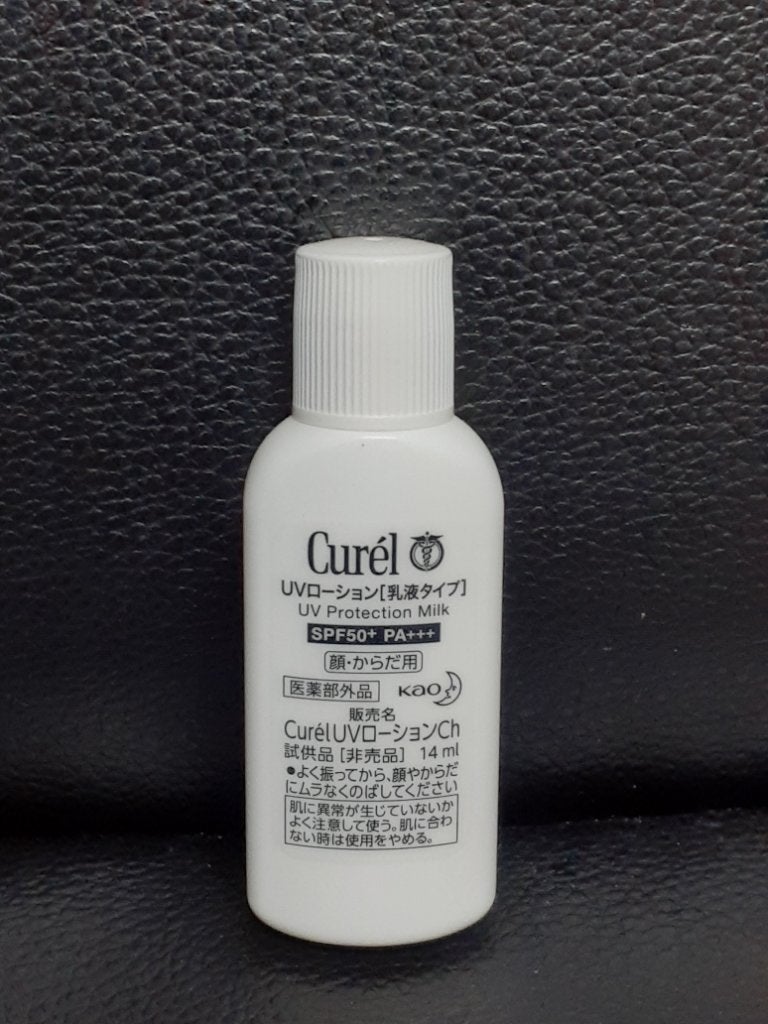 Curél
UVローション[乳液タイプ]
UV Protection Milk
SPF50+ PA+++
顔・からだ用
医薬部外品 Kao
販売名
CurélUVローションCh
試供品 [非売品] 14 ml
●よく振ってから、顔やからだ
にムラなくのばしてください
肌に異常が生じていないか
よく注意して使う。肌に合わ
ない時は使用をやめる。